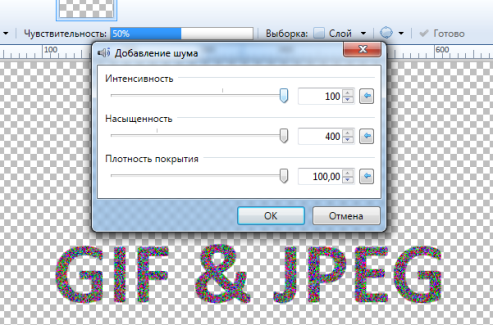 Чувствительность: 50% Выборка: Слой Готово
100 600
Добавление шума
Интенсивность
100
Насыщенность
400
Плотность покрытия
100,00
OK Отмена
GIF & JPEG